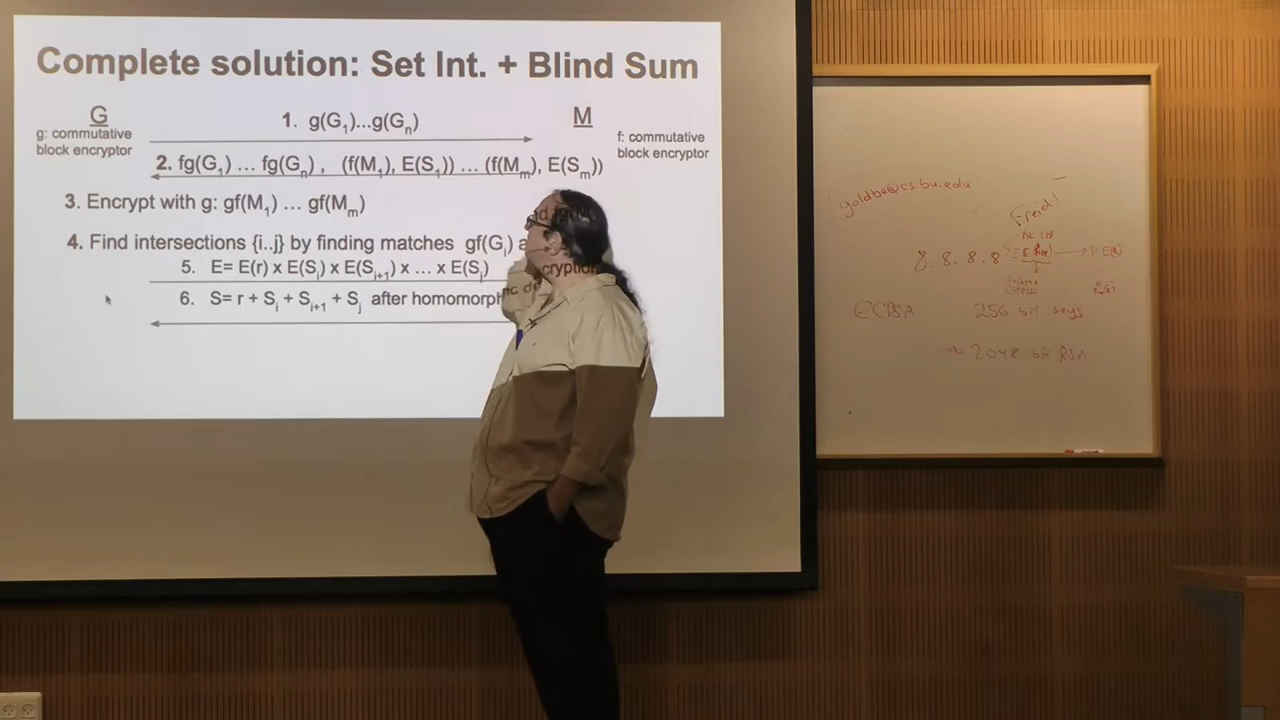 Complete solution: Set Int. + Blind Sum
G
g: commutative
block encryptor
M
f: commutative
block encryptor
1. g(G₁)...g(Gₙ)
2. fg(G₁) ... fg(Gₙ) , (f(M₁), E(S₁)) ... (f(Mₘ), E(Sₘ))
3. Encrypt with g: gf(M₁) ... gf(Mₘ)
4. Find intersections {i..j} by finding matches gf(Gᵢ)
5. E= E(r) x E(Sᵢ) x E(Sᵢ₊₁) x ... x E(Sⱼ)
6. S= r + Sᵢ + Sᵢ₊₁ + Sⱼ after homomorph
goldbe@cs.bu.edu
8.8.8.8
ECDSA 256 bit keys
~ 2048 bit RSA